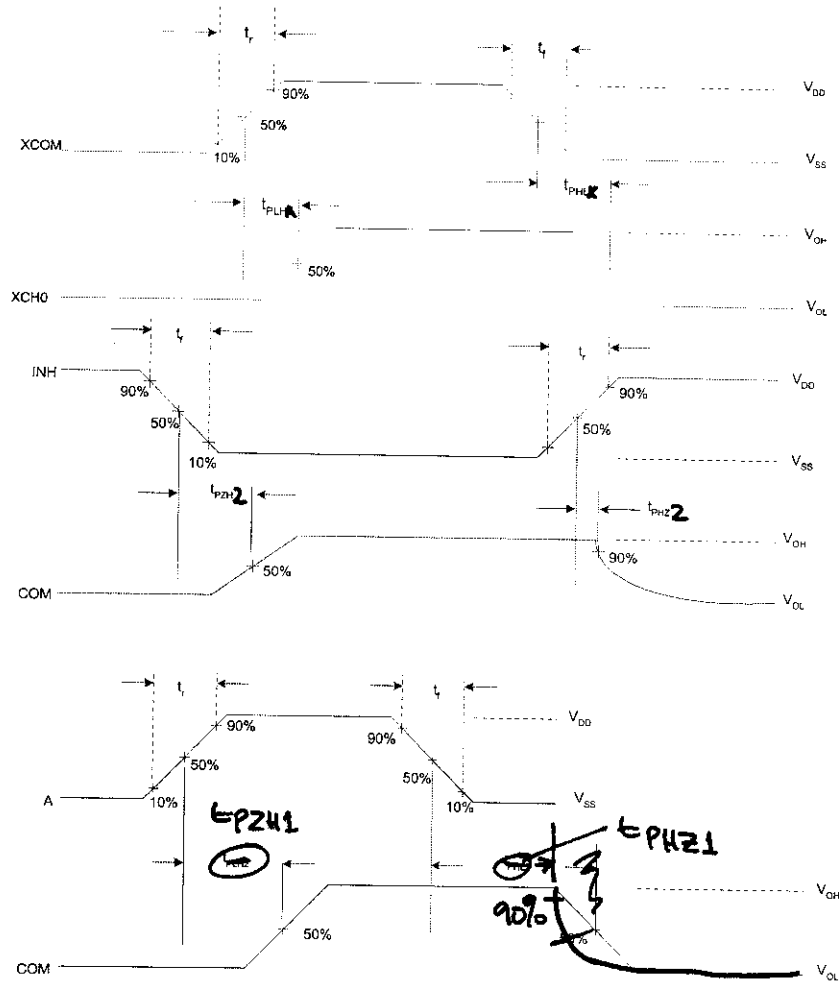 tr tf
90% VDD
50%
XCOM 10% VSS
tPLH tPHL
VOH
50%
XCH0 VOL
tf tr
INH VDD
90% 90%
50% 50%
10% VSS
tPZH2 tPHZ2
VOH
50% 90%
COM VOL
tr tf
90% 90% VDD
50% 50%
A 10% 10% VSS
tPZH1 tPHZ1
VOH
90%
50% 50%
COM VOL